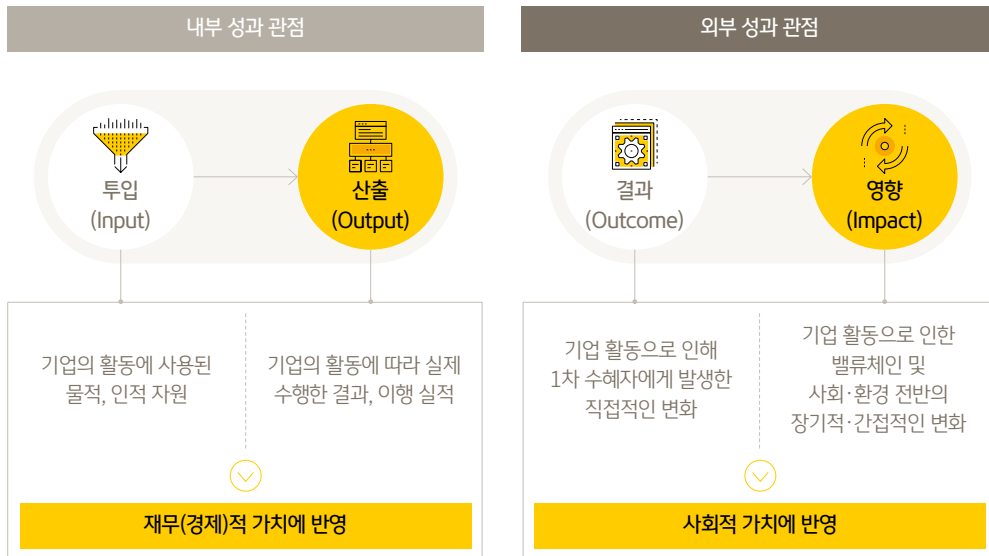 내부 성과 관점
투입
(Input)
산출
(Output)
기업의 활동에 사용된
물적, 인적 자원
기업의 활동에 따라 실제
수행한 결과, 이행 실적
재무(경제)적 가치에 반영
외부 성과 관점
결과
(Outcome)
영향
(Impact)
기업 활동으로 인해
1차 수혜자에게 발생한
직접적인 변화
기업 활동으로 인한
밸류체인 및
사회·환경 전반의
장기적·간접적인 변화
사회적 가치에 반영